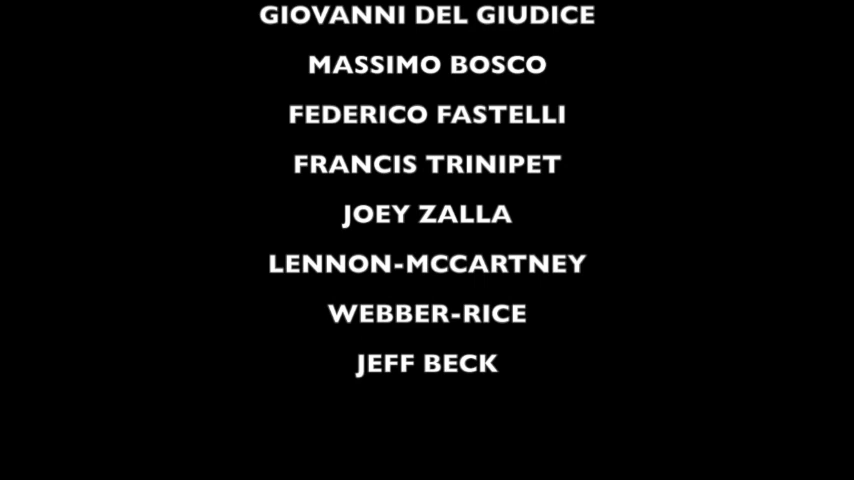 GIOVANNI DEL GIUDICE
MASSIMO BOSCO
FEDERICO FASTELLI
FRANCIS TRINIPET
JOEY ZALLA
LENNON-MCCARTNEY
WEBBER-RICE
JEFF BECK